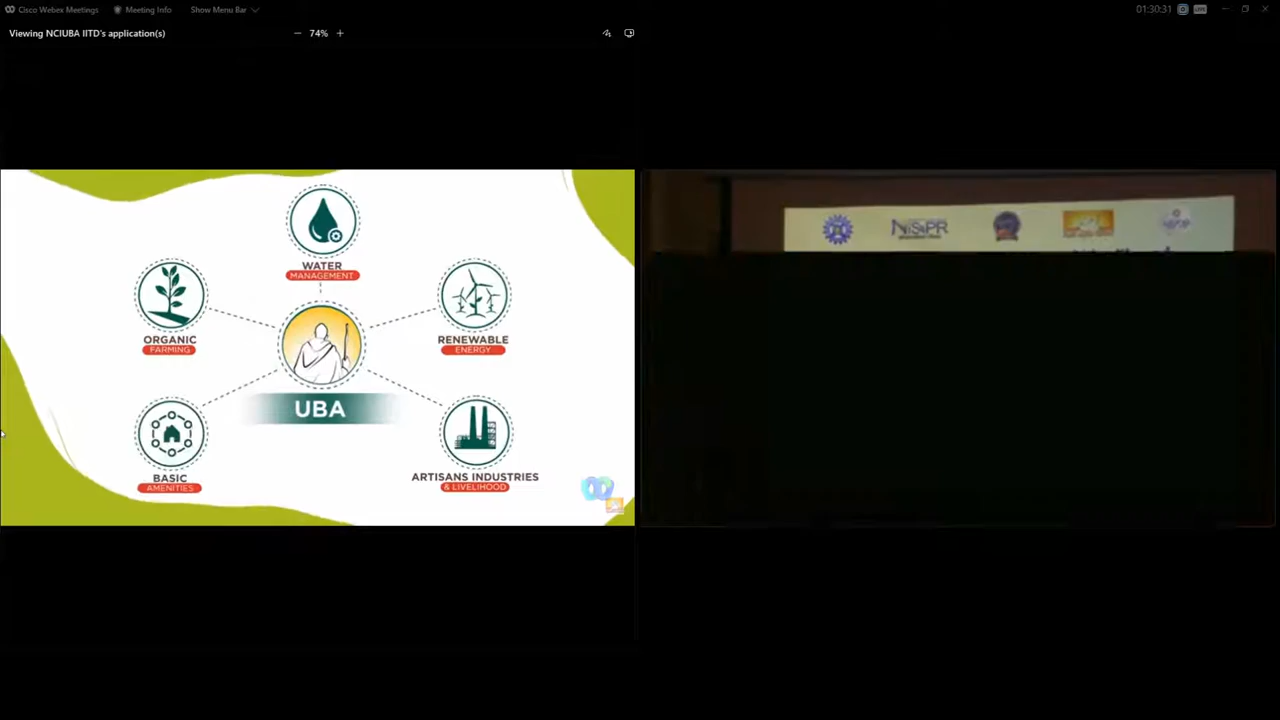 Cisco Webex Meetings
Meeting Info
Show Menu Bar
01:30:31
Viewing NCIUBA IITD's application(s)
74%
WATER
MANAGEMENT
ORGANIC
FARMING
RENEWABLE
ENERGY
UBA
BASIC
AMENITIES
ARTISANS INDUSTRIES
& LIVELIHOOD
NIScPR